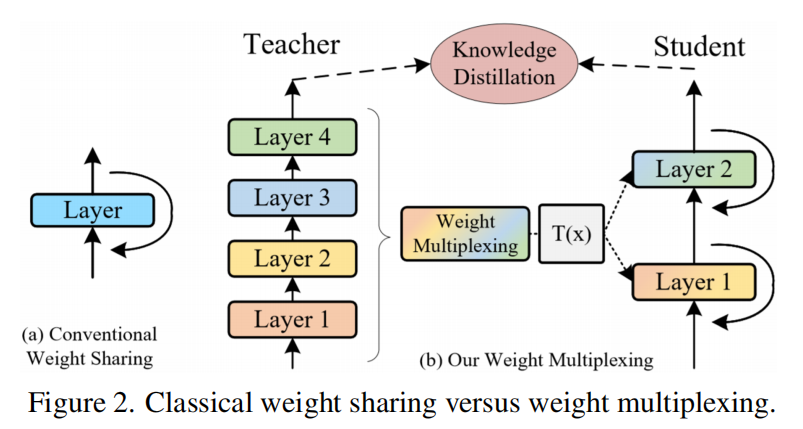 Teacher
Knowledge
Distillation
Student
Layer
Layer 4
Layer 3
Layer 2
Layer 1
Weight
Multiplexing
T(x)
Layer 2
Layer 1
(a) Conventional
Weight Sharing
(b) Our Weight Multiplexing
Figure 2. Classical weight sharing versus weight multiplexing.